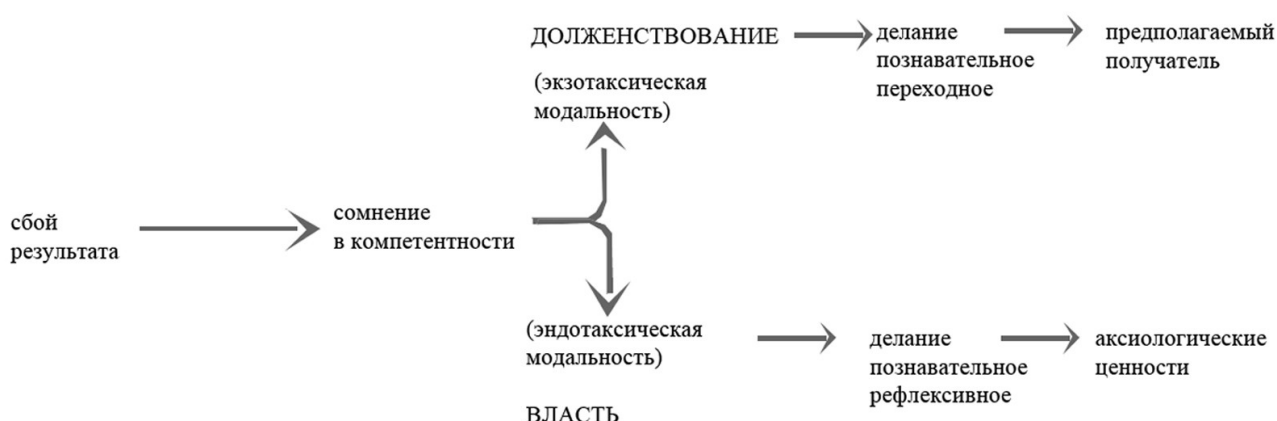 сбой
результата
сомнение
в компетентности
ДОЛЖЕНСТВОВАНИЕ
(экзотаксическая
модальность)
делание
познавательное
переходное
предполагаемый
получатель
(эндотаксическая
модальность)
ВЛАСТЬ
делание
познавательное
рефлексивное
аксиологические
ценности